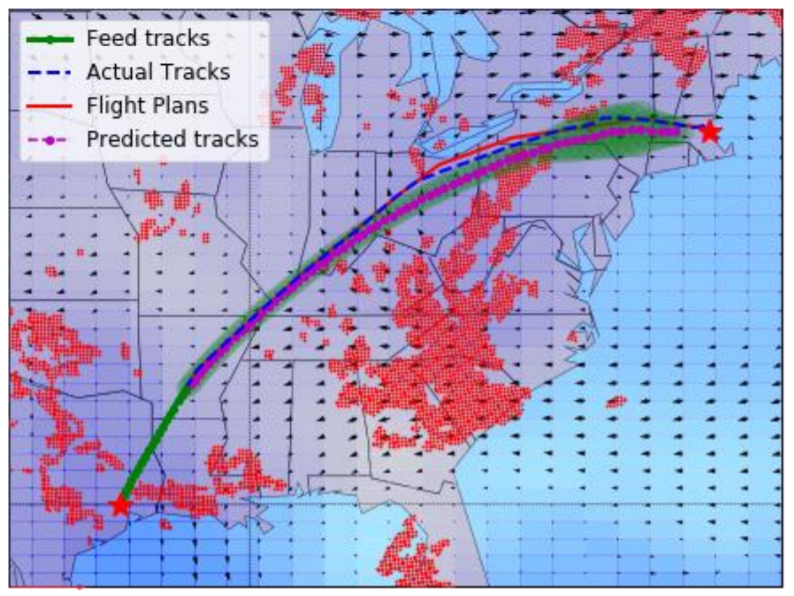 Feed tracks
Actual Tracks
Flight Plans
Predicted tracks